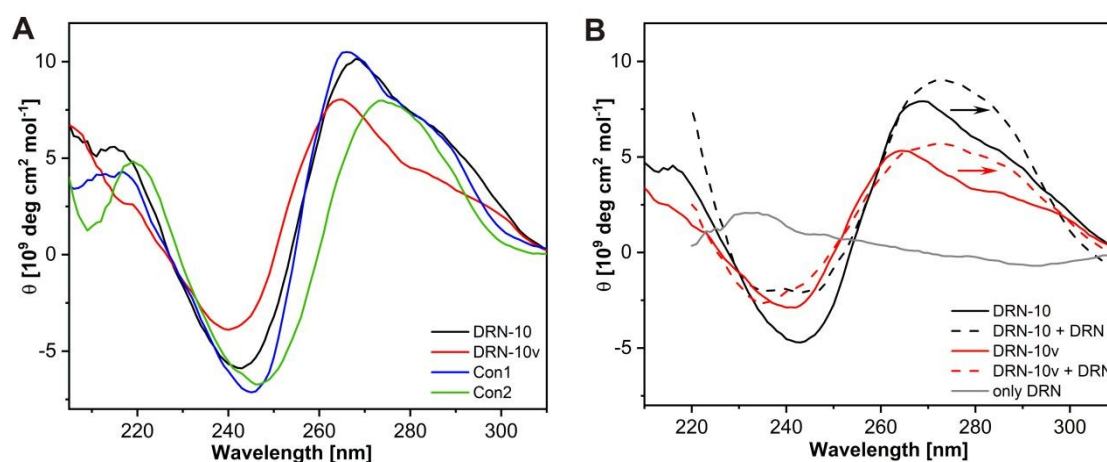 A
θ [10⁹ deg cm² mol⁻¹]
10
5
0
-5
220 240 260 280 300
Wavelength [nm]
DRN-10
DRN-10v
Con1
Con2
B
θ [10⁹ deg cm² mol⁻¹]
10
5
0
-5
220 240 260 280 300
Wavelength [nm]
DRN-10
DRN-10 + DRN
DRN-10v
DRN-10v + DRN
only DRN